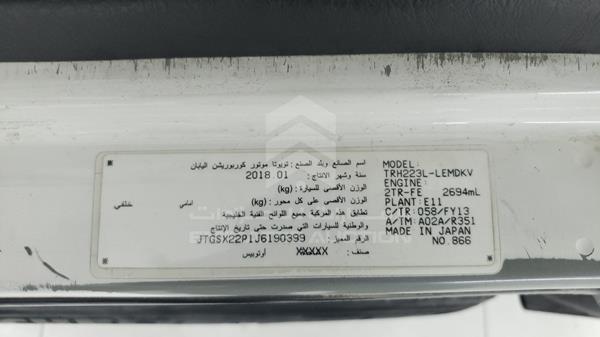 اسم الصانع وبلد الصنع : تويوتا موتور كوربوريشن اليابان
سنة وشهر الانتاج : 2018 01
الوزن الأقصى للسيارة : (kg)
الوزن الأقصى على كل محور : (kg) امامي خلفي
تطابق هذه المركبة جميع اللوائح الفنية الخليجية
والوطنية للسيارات التي صدرت حتى تاريخ الإنتاج
الرقم المميز : JTGSX22P1J6190399
صنف : XXXXX أوتوبيس
MODEL:
TRH223L-LEMDKV
ENGINE:
2TR-FE 2694mL
PLANT: E11
C/TR: 058/FY13
A/TM: A02A/R351
MADE IN JAPAN
NO. 866